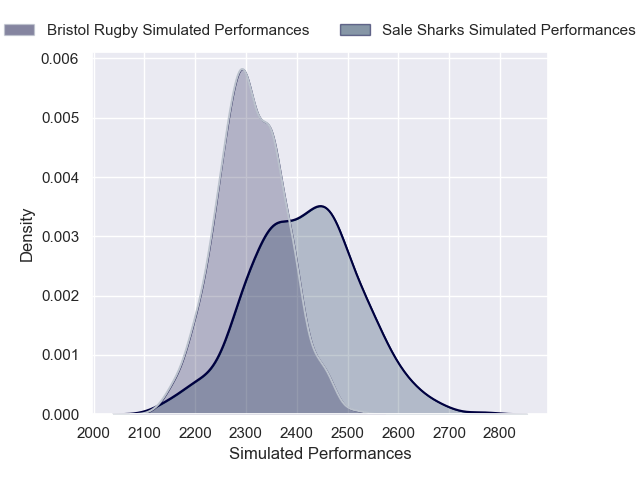 Bristol Rugby Simulated Performances Sale Sharks Simulated Performances
0.006
0.005
0.004
0.003
0.002
0.001
0.000
Density
2000 2100 2200 2300 2400 2500 2600 2700 2800
Simulated Performances